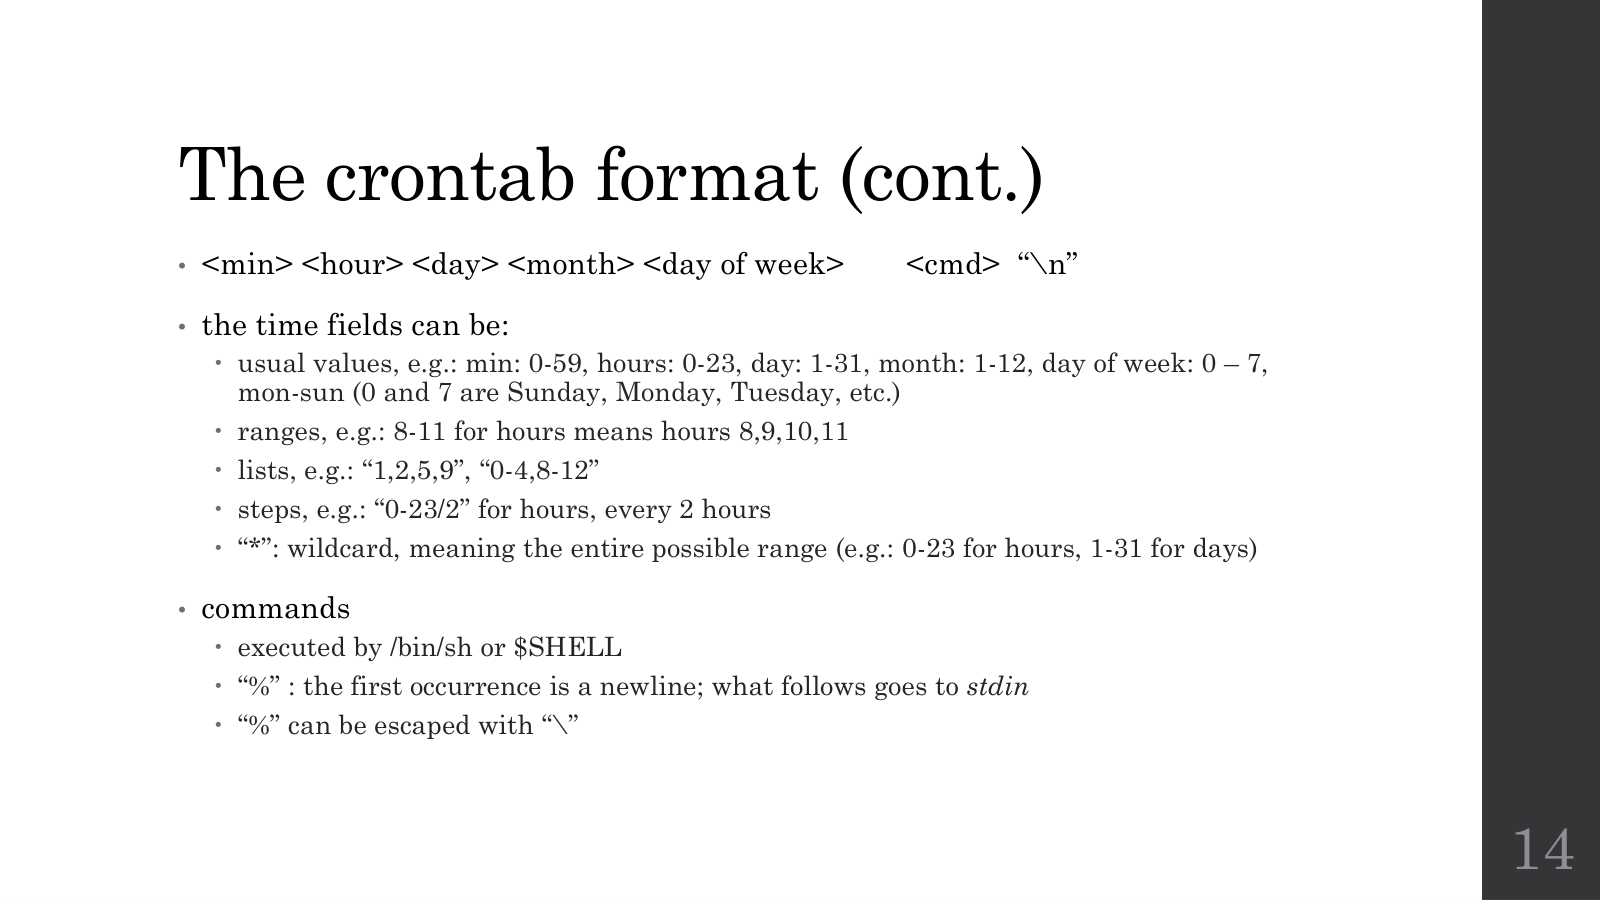 The crontab format (cont.)
• <min> <hour> <day> <month> <day of week> <cmd> “\n”
• the time fields can be:
• usual values, e.g.: min: 0-59, hours: 0-23, day: 1-31, month: 1-12, day of week: 0 – 7,
mon-sun (0 and 7 are Sunday, Monday, Tuesday, etc.)
• ranges, e.g.: 8-11 for hours means hours 8,9,10,11
• lists, e.g.: “1,2,5,9”, “0-4,8-12”
• steps, e.g.: “0-23/2” for hours, every 2 hours
• “*”: wildcard, meaning the entire possible range (e.g.: 0-23 for hours, 1-31 for days)
• commands
• executed by /bin/sh or $SHELL
• “%” : the first occurrence is a newline; what follows goes to stdin
• “%” can be escaped with “\”
14